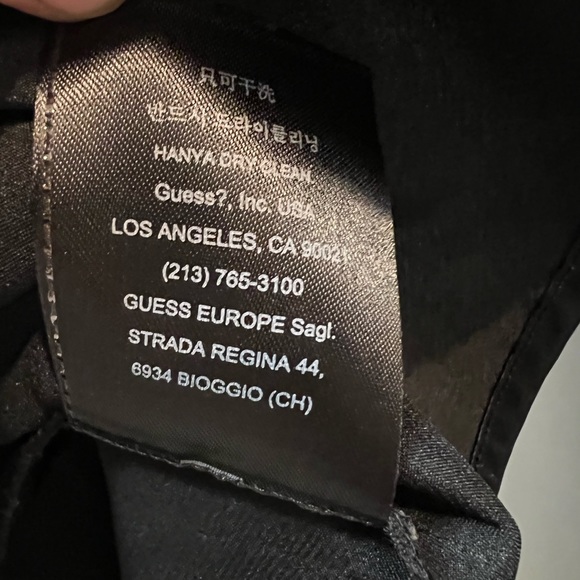 只可干洗
반드시 드라이클리닝
HANYA DRY CLEAN
Guess?, Inc. USA
LOS ANGELES, CA 90021
(213) 765-3100
GUESS EUROPE Sagl.
STRADA REGINA 44,
6934 BIOGGIO (CH)